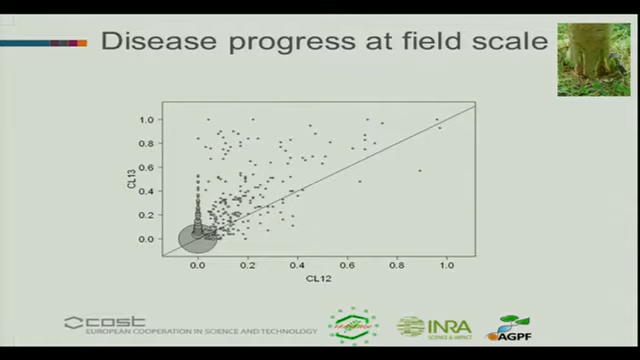 Disease progress at field scale
CL13
1.0
0.8
0.6
0.4
0.2
0.0
0.0 0.2 0.4 0.6 0.8 1.0
CL12
cost
EUROPEAN COOPERATION IN SCIENCE AND TECHNOLOGY
INRA
SCIENCE & IMPACT
AGPF